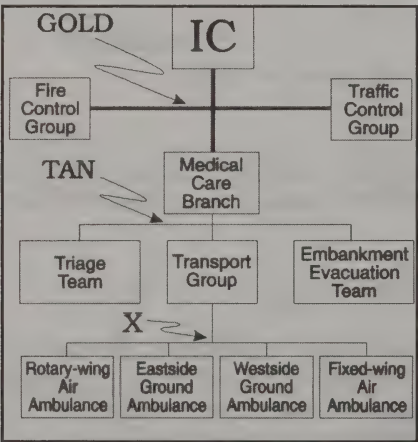 GOLD
IC
Fire
Control
Group
Traffic
Control
Group
Medical
Care
Branch
TAN
Triage
Team
Transport
Group
Embankment
Evacuation
Team
X
Rotary-wing
Air
Ambulance
Eastside
Ground
Ambulance
Westside
Ground
Ambulance
Fixed-wing
Air
Ambulance